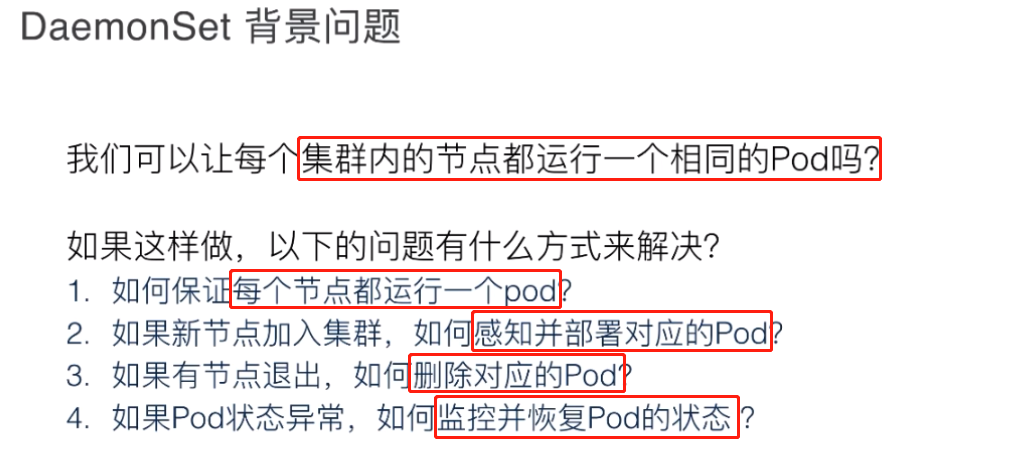 DaemonSet 背景问题
我们可以让每个集群内的节点都运行一个相同的Pod吗?
如果这样做，以下的问题有什么方式来解决?
1. 如何保证每个节点都运行一个pod?
2. 如果新节点加入集群，如何感知并部署对应的Pod?
3. 如果有节点退出，如何删除对应的Pod?
4. 如果Pod状态异常，如何监控并恢复Pod的状态?